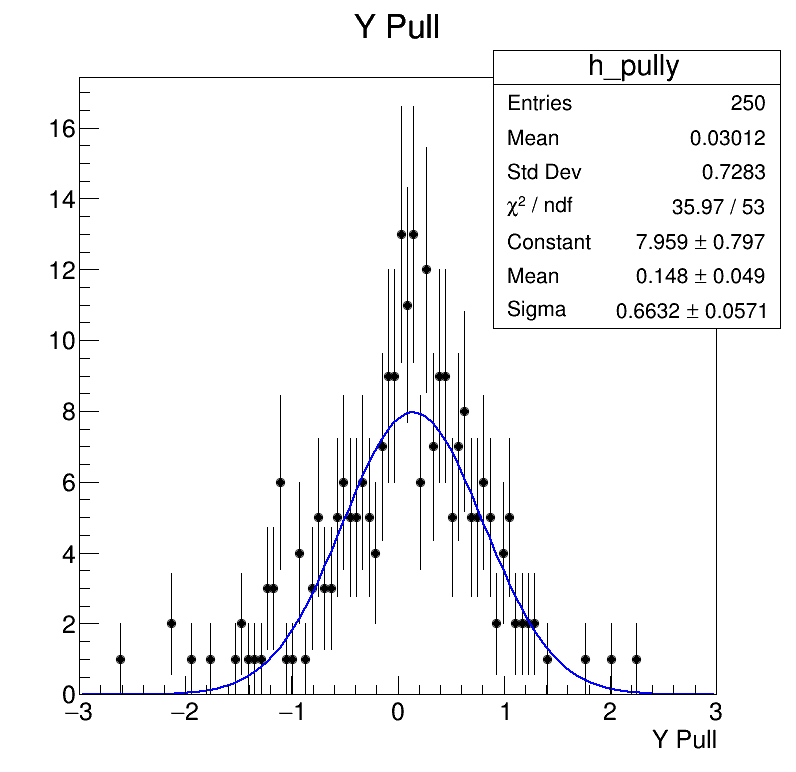 Y Pull
h_pully
Entries 250
Mean 0.03012
Std Dev 0.7283
χ² / ndf 35.97 / 53
Constant 7.959 ± 0.797
Mean 0.148 ± 0.049
Sigma 0.6632 ± 0.0571
16
14
12
10
8
6
4
2
0
−3 −2 −1 0 1 2 3
Y Pull